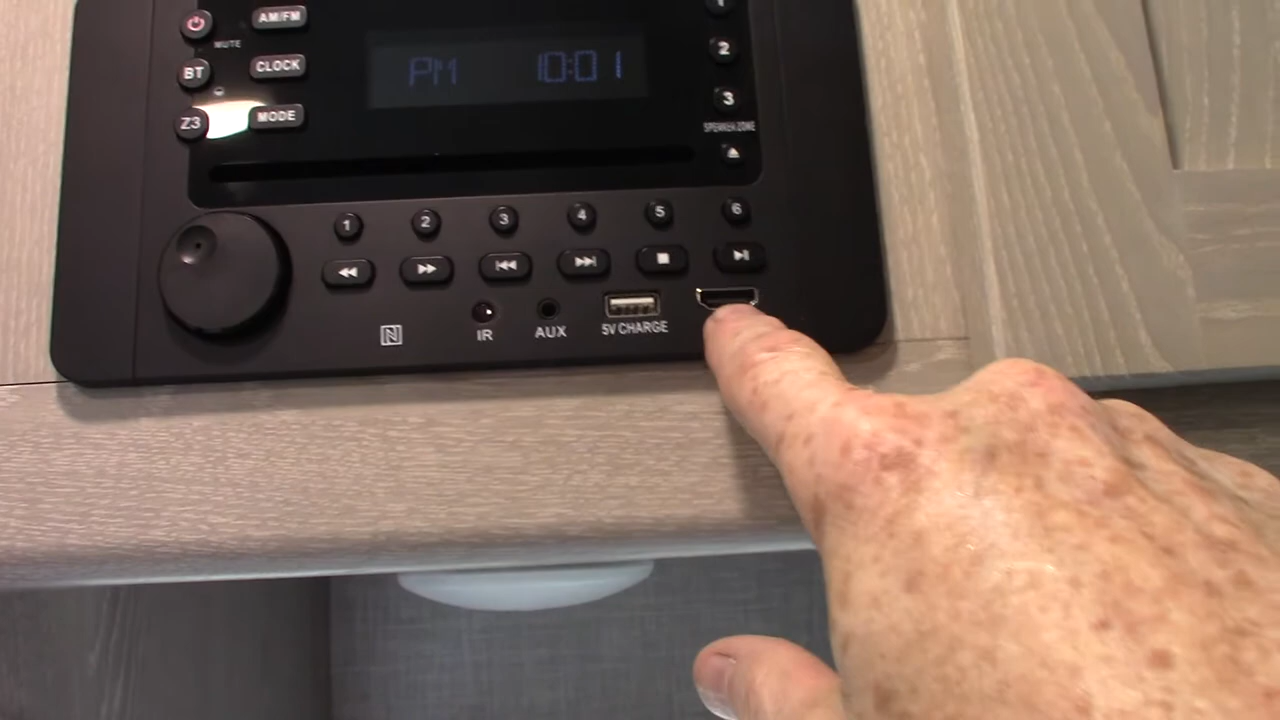 AM/FM
MUTE
BT
CLOCK
Z3
MODE
PM 10:01
1
2
3
SPEAKER ZONE
1 2 3 4 5 6
N
IR
AUX
5V CHARGE